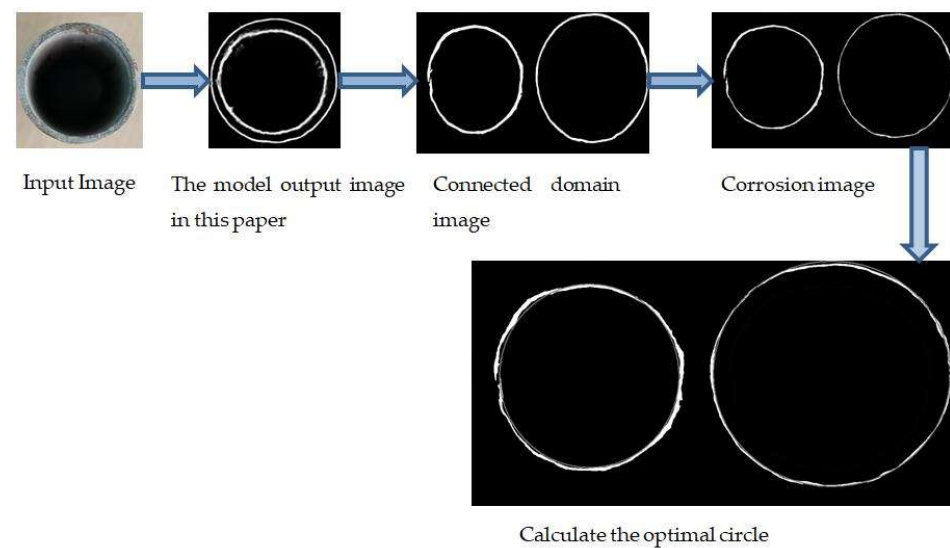 Input Image
The model output image
in this paper
Connected domain
image
Corrosion image
Calculate the optimal circle